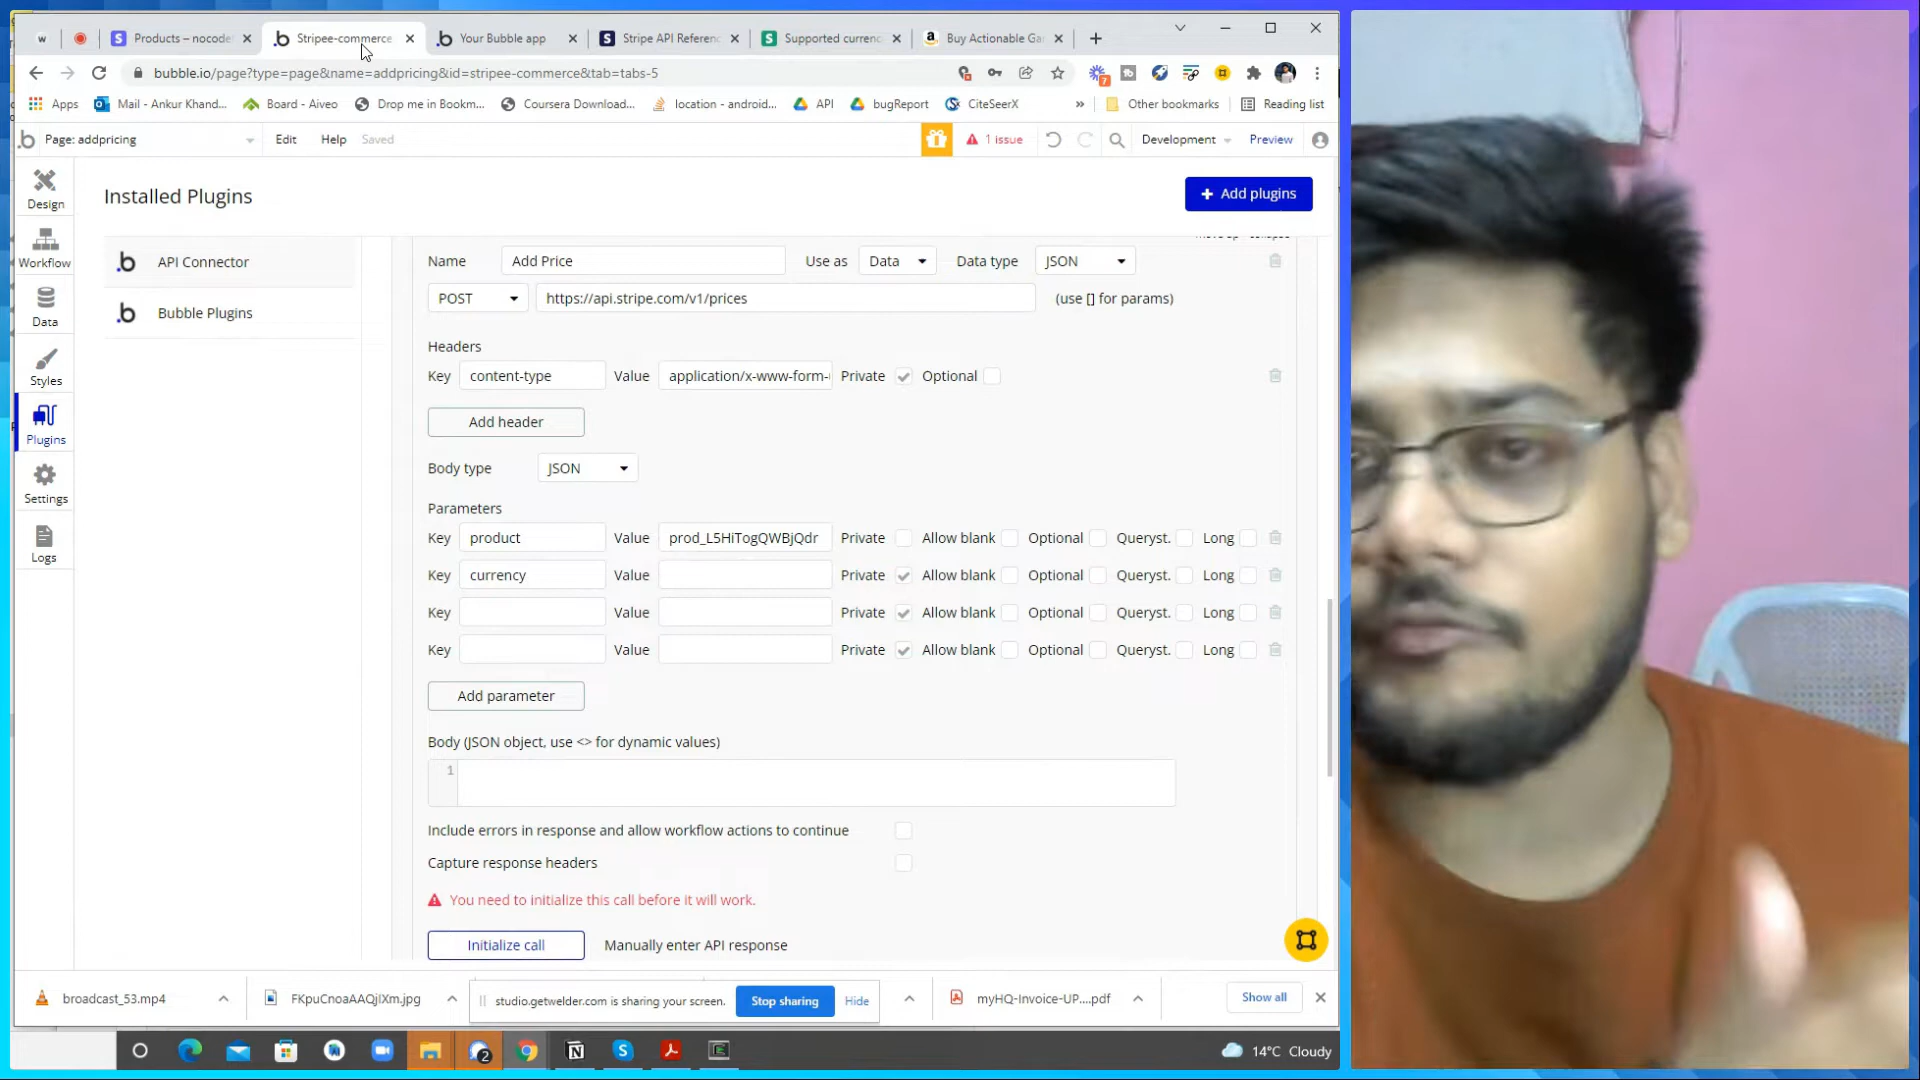 w
Products – nocode
Stripee-commerce
Your Bubble app
Stripe API Referenc
Supported currenc
Buy Actionable Ga
bubble.io/page?type=page&name=addpricing&id=stripee-commerce&tab=tabs-5
7
Apps
Mail - Ankur Khand...
Board - Aiveo
Drop me in Bookm...
Coursera Download...
location - android...
API
bugReport
CiteSeerX
»
Other bookmarks
Reading list
Page: addpricing
Edit
Help
Saved
1 issue
Development
Preview
Design
Workflow
Data
Styles
Plugins
Settings
Logs
Installed Plugins
+ Add plugins
API Connector
Bubble Plugins
Name Add Price Use as Data Data type JSON
POST https://api.stripe.com/v1/prices (use [] for params)
Headers
Key content-type Value application/x-www-form- Private Optional
Add header
Body type JSON
Parameters
Key product Value prod_L5HiTogQWBjQdr Private Allow blank Optional Queryst. Long
Key currency Value Private Allow blank Optional Queryst. Long
Key Value Private Allow blank Optional Queryst. Long
Key Value Private Allow blank Optional Queryst. Long
Add parameter
Body (JSON object, use <> for dynamic values)
1
Include errors in response and allow workflow actions to continue
Capture response headers
You need to initialize this call before it will work.
Initialize call Manually enter API response
broadcast_53.mp4
FKpuCnoaAAQjIXm.jpg
studio.getwelder.com is sharing your screen.
Stop sharing
Hide
myHQ-Invoice-UP....pdf
Show all
2
14°C Cloudy